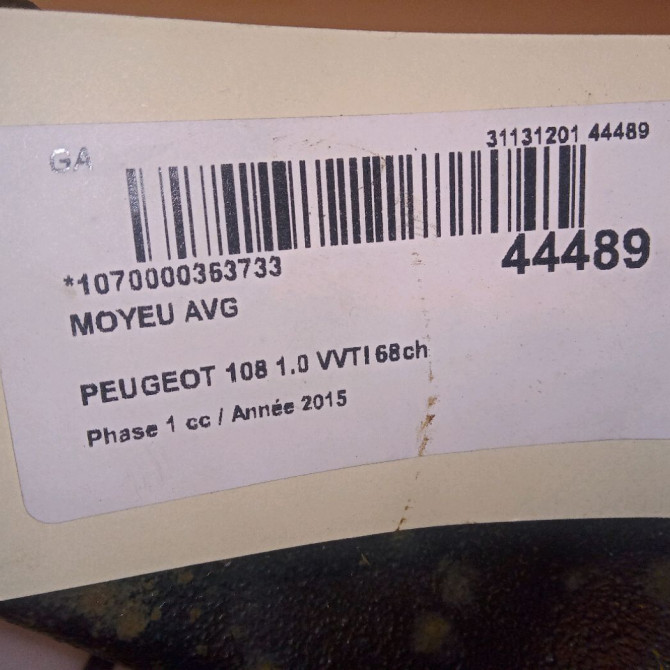 GA
31131201 44489
44489
*1070000363733
MOYEU AVG
PEUGEOT 108 1.0 VVTI 68ch
Phase 1 cc / Année 2015